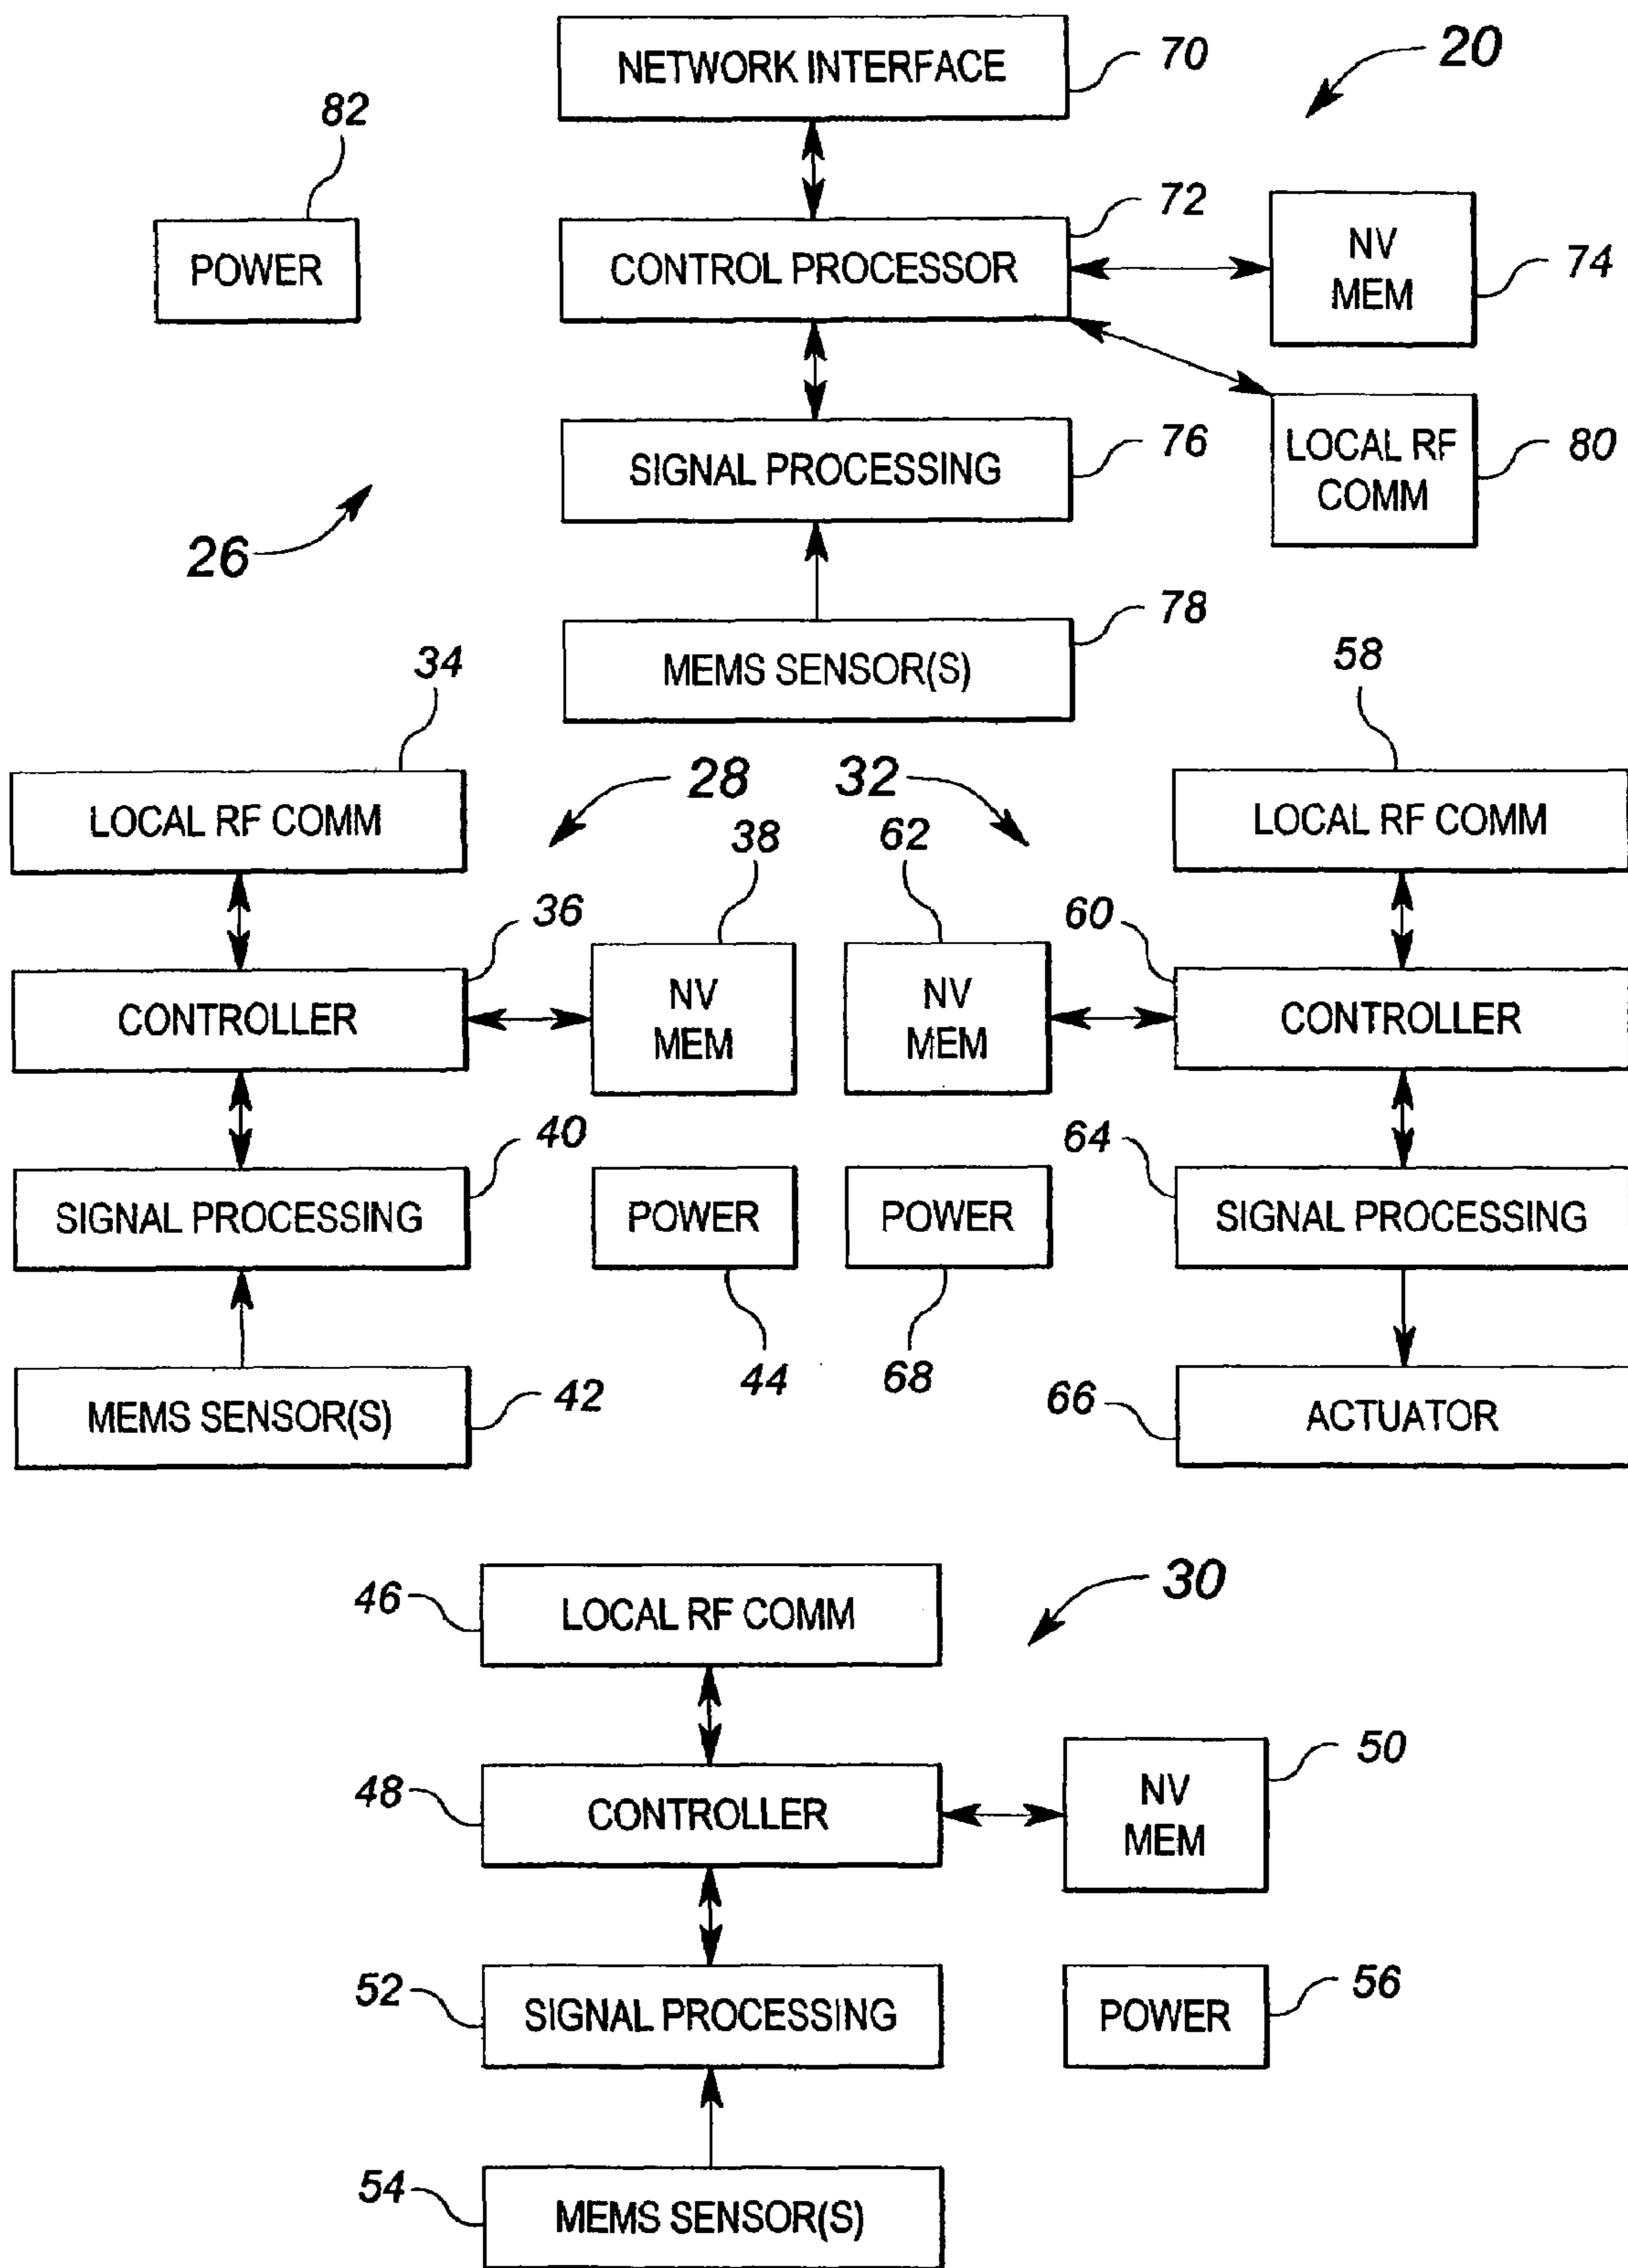 NETWORK INTERFACE
70
20
82
POWER
CONTROL PROCESSOR
72
NV
MEM
74
SIGNAL PROCESSING
76
LOCAL RF
COMM
80
26
MEMS SENSOR(S)
78
34
LOCAL RF COMM
28
32
58
LOCAL RF COMM
38
62
36
CONTROLLER
NV
MEM
NV
MEM
60
CONTROLLER
40
SIGNAL PROCESSING
POWER
POWER
64
SIGNAL PROCESSING
44
68
MEMS SENSOR(S)
42
66
ACTUATOR
46
LOCAL RF COMM
30
48
CONTROLLER
NV
MEM
50
52
SIGNAL PROCESSING
POWER
56
54
MEMS SENSOR(S)